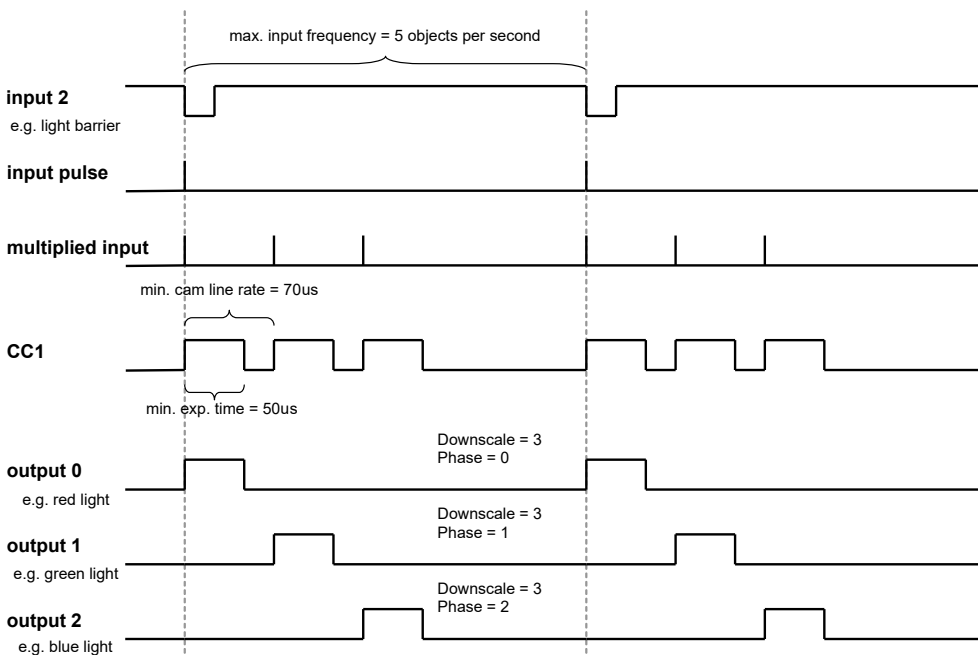 max. input frequency = 5 objects per second
input 2
e.g. light barrier
input pulse
multiplied input
min. cam line rate = 70us
CC1
min. exp. time = 50us
Downscale = 3
Phase = 0
output 0
e.g. red light
Downscale = 3
Phase = 1
output 1
e.g. green light
Downscale = 3
Phase = 2
output 2
e.g. blue light